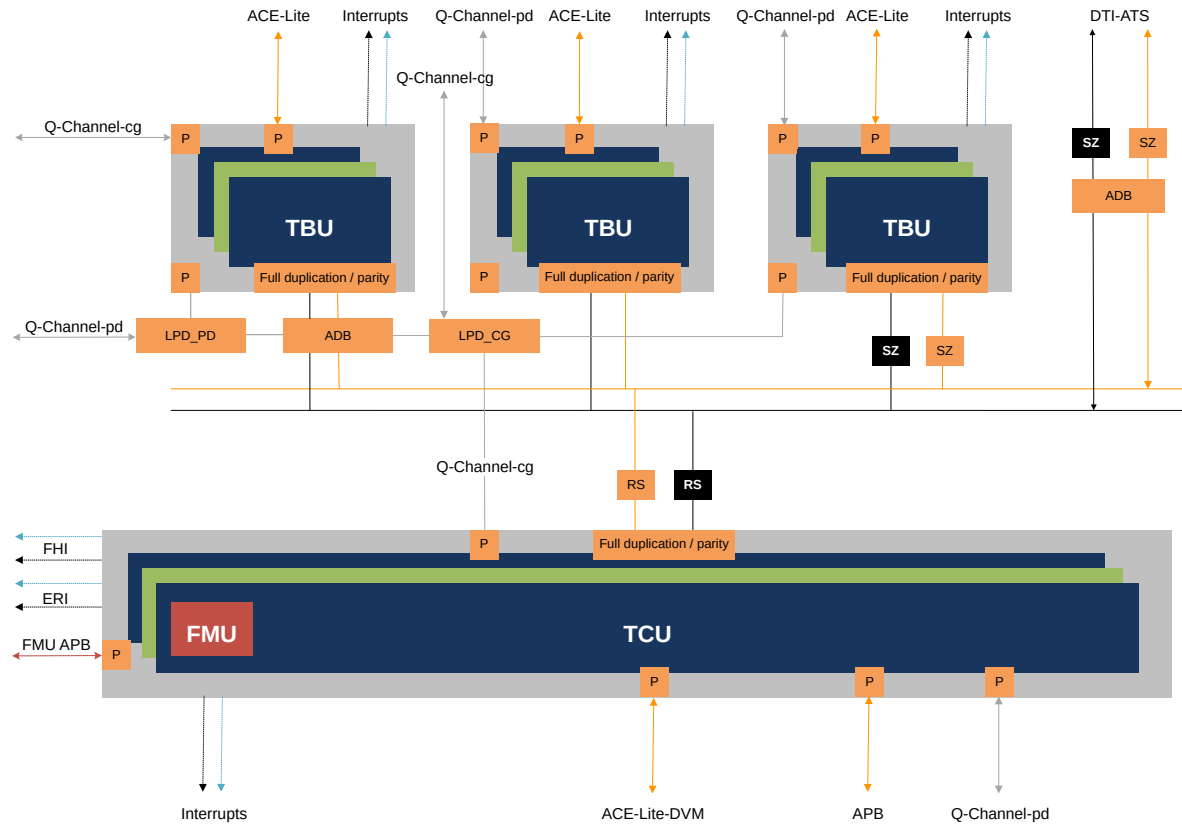 ACE-Lite
Interrupts
Q-Channel-pd
ACE-Lite
Interrupts
Q-Channel-pd
ACE-Lite
Interrupts
DTI-ATS
Q-Channel-cg
Q-Channel-cg
P
P
P
P
P
P
SZ
SZ
ADB
TBU
TBU
TBU
P
Full duplication / parity
P
Full duplication / parity
P
Full duplication / parity
Q-Channel-pd
LPD_PD
ADB
LPD_CG
SZ
SZ
Q-Channel-cg
RS
RS
P
Full duplication / parity
FHI
ERI
FMU APB
P
FMU
TCU
P
P
P
Interrupts
ACE-Lite-DVM
APB
Q-Channel-pd